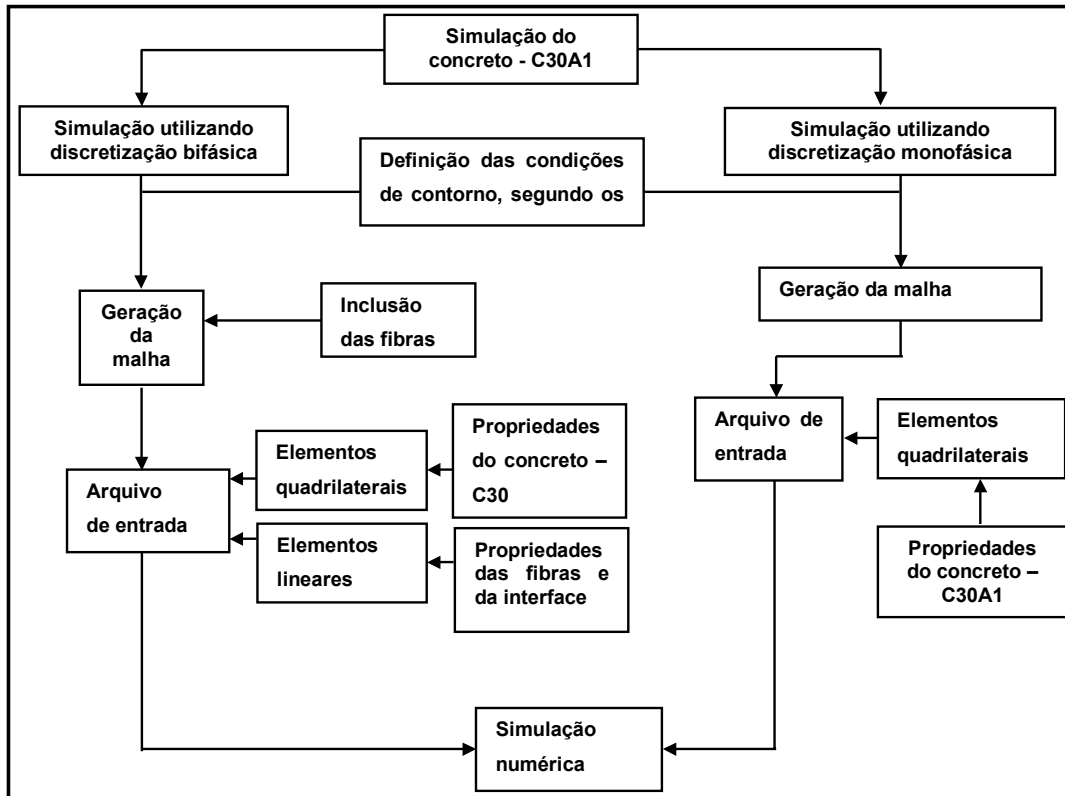 Simulação do
concreto - C30A1
Simulação utilizando
discretização bifásica
Simulação utilizando
discretização monofásica
Definição das condições
de contorno, segundo os
Geração
da
malha
Inclusão
das fibras
Geração da malha
Arquivo
de entrada
Elementos
quadrilaterais
Propriedades
do concreto –
C30
Elementos
lineares
Propriedades
das fibras e
da interface
Arquivo de
entrada
Elementos
quadrilaterais
Propriedades
do concreto –
C30A1
Simulação
numérica